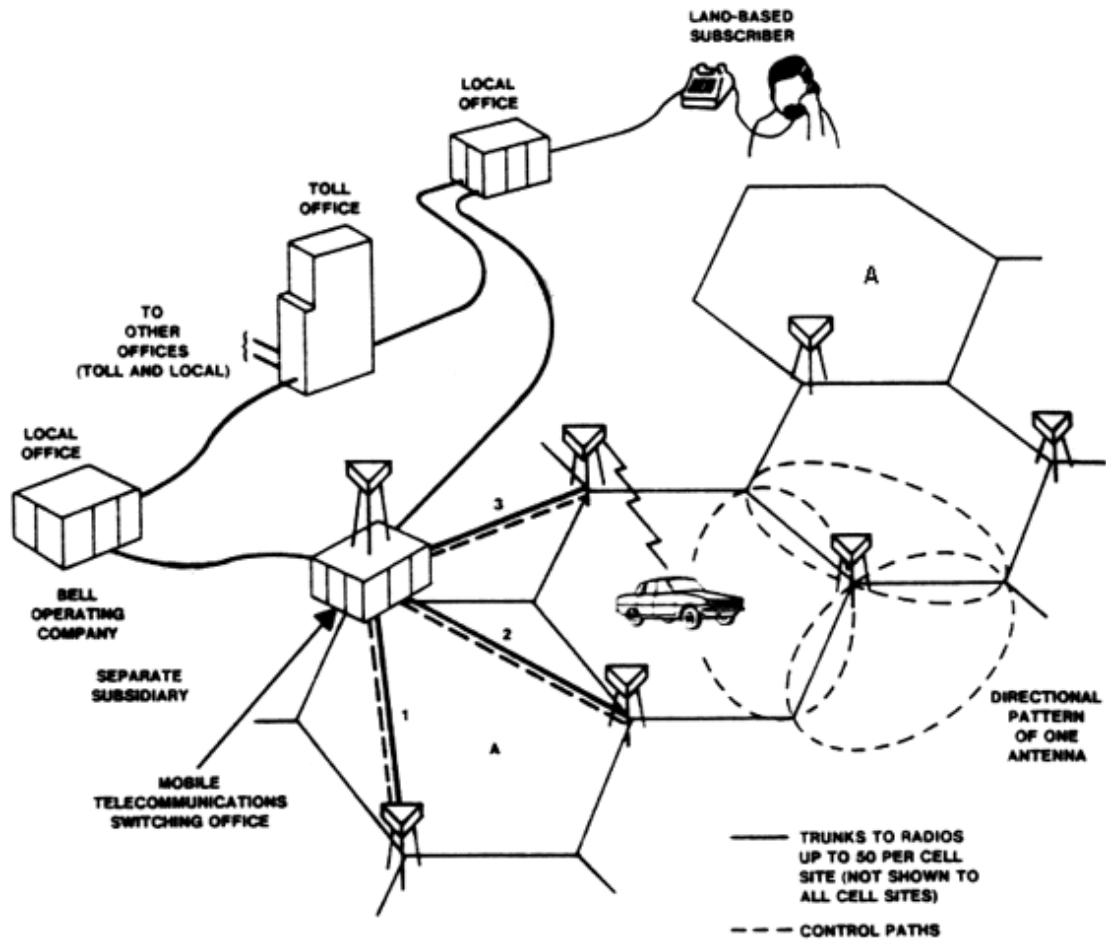 LAND-BASED
SUBSCRIBER
LOCAL
OFFICE
TOLL
OFFICE
A
TO
OTHER
OFFICES
(TOLL AND LOCAL)
LOCAL
OFFICE
3
BELL
OPERATING
COMPANY
2
SEPARATE
SUBSIDIARY
1
A
DIRECTIONAL
PATTERN
OF ONE
ANTENNA
MOBILE
TELECOMMUNICATIONS
SWITCHING OFFICE
TRUNKS TO RADIOS
UP TO 50 PER CELL
SITE (NOT SHOWN TO
ALL CELL SITES)
CONTROL PATHS